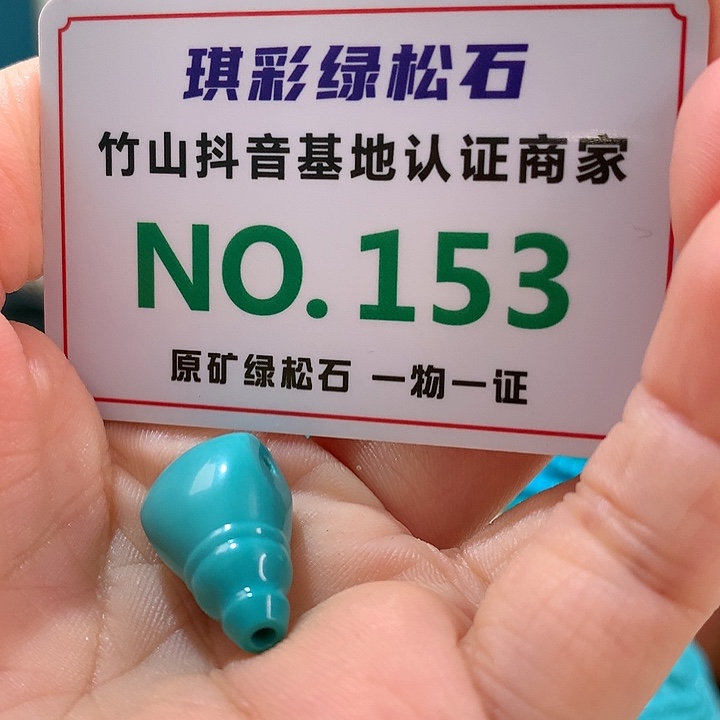 琪彩绿松石
竹山抖音基地认证商家
NO.153
原矿绿松石 一物一证